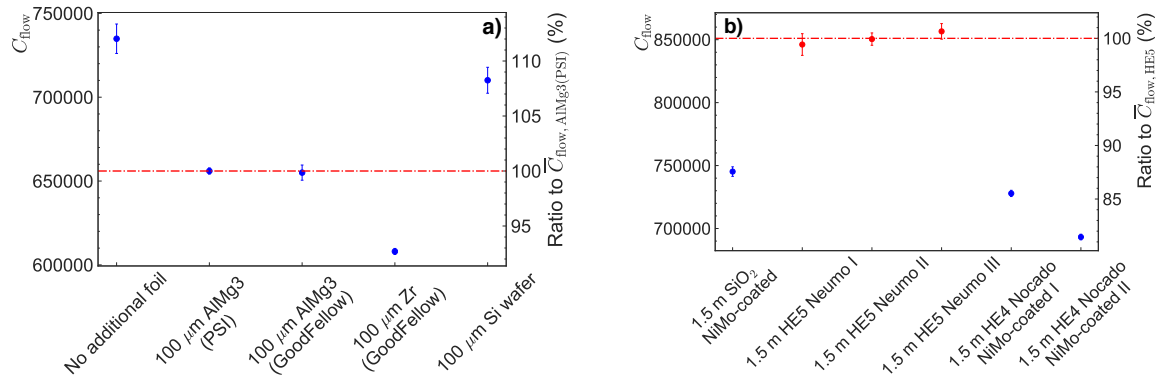 a)
C_flow
750000
700000
650000
600000
110
105
100
95
Ratio to C̅_flow, AlMg3(PSI) (%)
No additional foil
100 μm AlMg3
(PSI)
100 μm AlMg3
(GoodFellow)
100 μm Zr
(GoodFellow)
100 μm Si wafer
b)
C_flow
850000
800000
750000
700000
100
95
90
85
Ratio to C̅_flow, HE5 (%)
1.5 m SiO₂
NiMo-coated
1.5 m HE5 Neumo I
1.5 m HE5 Neumo II
1.5 m HE5 Neumo III
1.5 m HE4 Nocado
NiMo-coated I
1.5 m HE4 Nocado
NiMo-coated II